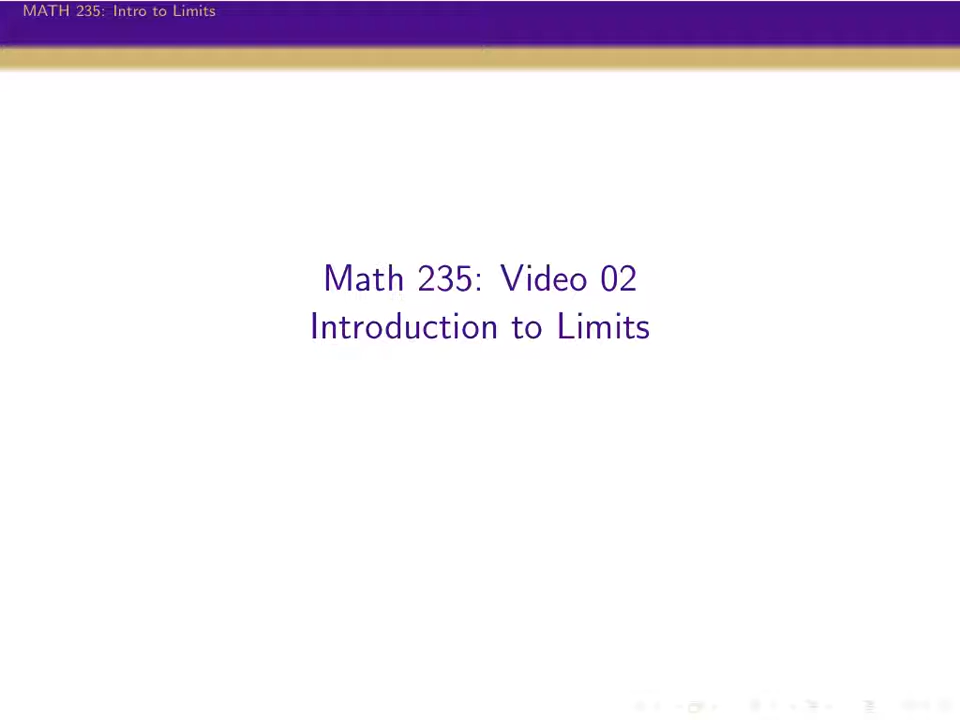 MATH 235: Intro to Limits
Math 235: Video 02
Introduction to Limits